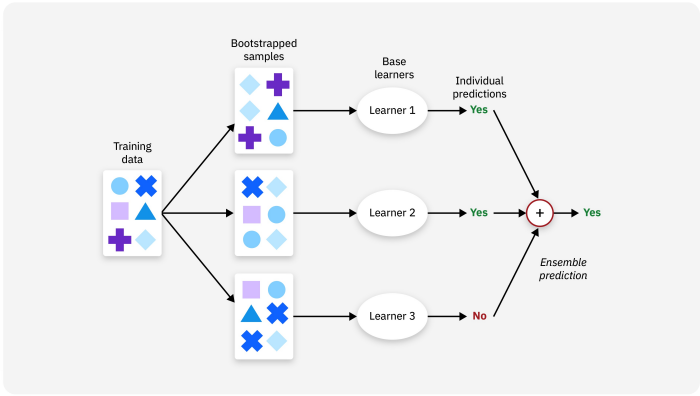 Bootstrapped
samples
Base
learners
Individual
predictions
Learner 1
Yes
Training
data
Learner 2
Yes
+
Yes
Ensemble
prediction
Learner 3
No